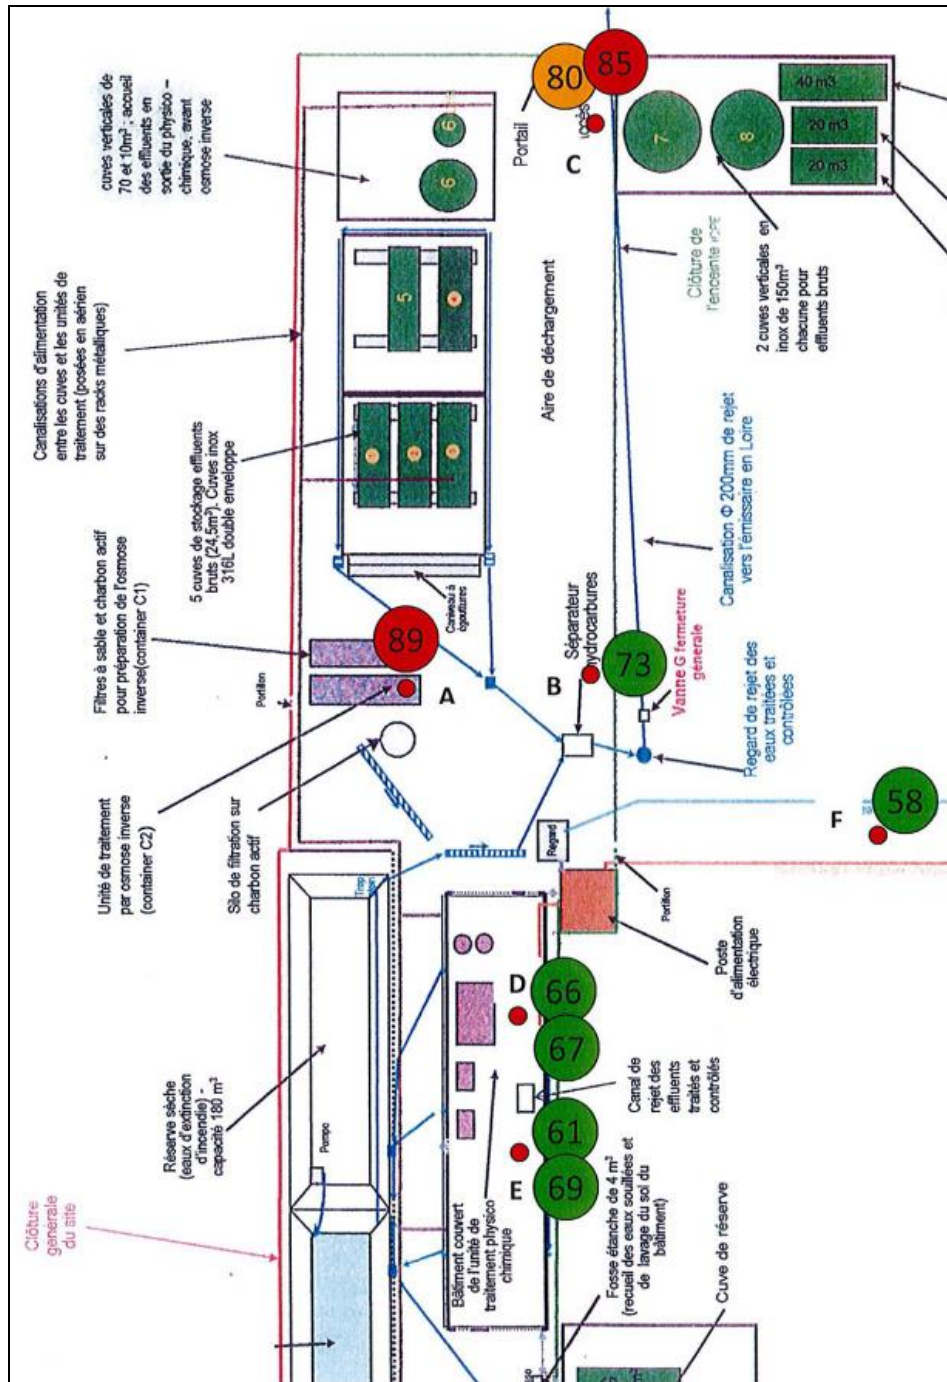 cuves verticales de
70 et 10m³ ; accueil
des effluents en
sortie du physico –
chimique, avant
osmose inverse
6
6
Portail
80
85
accès
C
7
8
40 m3
20 m3
20 m3
Canalisations d'alimentation
entre les cuves et les unités de
traitement (posées en aérien
sur des racks métalliques)
5
4
1
2
3
Aire de déchargement
Clôture de
l'enceinte ICPE
2 cuves verticales en
inox de 150m³
chacune pour
effluents bruts
5 cuves de stockage effluents
bruts (24,5m³). Cuves inox
316L double enveloppe
Canalisation Φ 200mm de rejet
vers l'émissaire en Loire
Filtres à sable et charbon actif
pour préparation de l'osmose
inverse(container C1)
Portillon
89
A
Caniveau à
égouttures
Séparateur
hydrocarbures
B
73
Vanne G fermeture
générale
Regard de rejet des
eaux traitées et
contrôlées
Unité de traitement
par osmose inverse
(container C2)
Silo de filtration sur
charbon actif
F
58
Regard
Portillon
Poste
d'alimentation
électrique
Réserve sèche
(eaux d'extinction
d'incendie) -
capacité 180 m³
Pompe
D
66
67
Canal de
rejet des
effluents
traités et
contrôlés
61
69
E
Clôture
générale
du site
Bâtiment couvert
de l'unité de
traitement physico
chimique
Fosse étanche de 4 m³
(recueil des eaux souillées et
de lavage du sol du
bâtiment)
Cuve de réserve